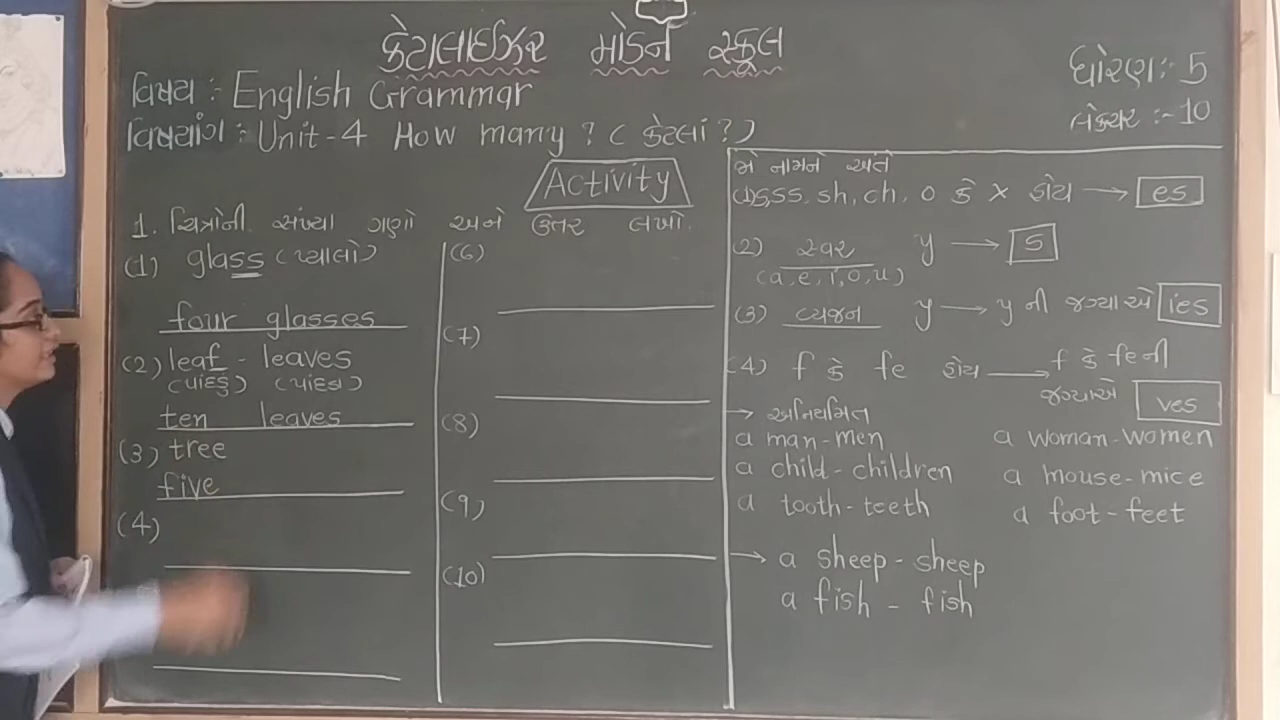 કેટાલાઈઝર મોડર્ન સ્કૂલ
ધોરણ:- 5
વિષય :- English Grammar
લેક્ચર :- 10
વિષયાંગ :- Unit-4 How many ? ( કેટલાં ? )
Activity
1. ચિત્રોની સંખ્યા ગણો અને ઉત્તર લખો.
(1) glass (પ્યાલો)
four glasses
(2) leaf - leaves
(પાંદડું) (પાંદડાં)
ten leaves
(3) tree
five
(4)
(6)
(7)
(8)
(9)
(10)
જે નામને અંતે
(1) s, ss, sh, ch, o કે x હોય → es
(2) સ્વર y → s
(a, e, i, o, u)
(3) વ્યંજન y → y ની જગ્યાએ ies
(4) f કે fe હોય → f કે fe ની
જગ્યાએ ves
→ અનિયમિત
a man - men a woman - women
a child - children a mouse - mice
a tooth - teeth a foot - feet
→ a sheep - sheep
a fish - fish